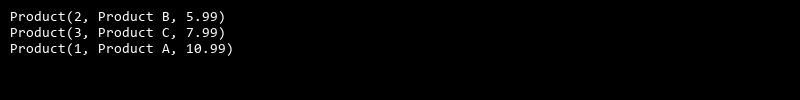 Product(2, Product B, 5.99)
Product(3, Product C, 7.99)
Product(1, Product A, 10.99)